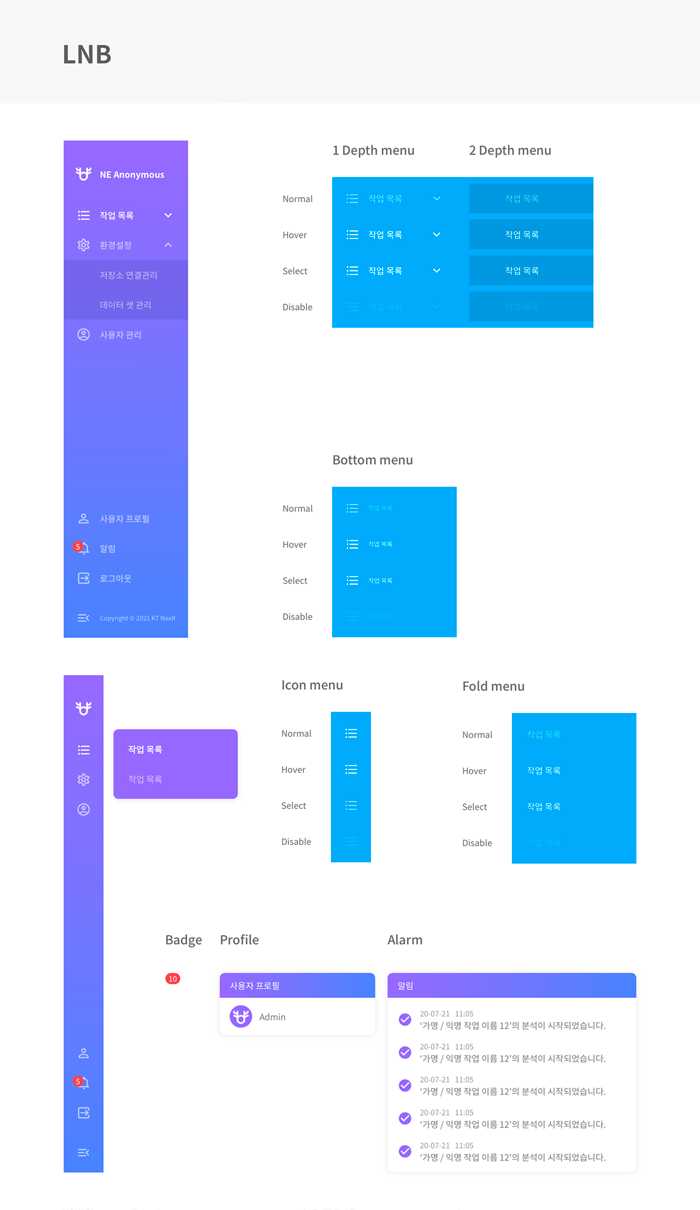 LNB
NE Anonymous
작업 목록
환경설정
저장소 연결관리
데이터 셋 관리
사용자 관리
사용자 프로필
5
알림
로그아웃
Copyright © 2021 KT NexR
1 Depth menu
2 Depth menu
Normal
작업 목록
작업 목록
Hover
작업 목록
작업 목록
Select
작업 목록
작업 목록
Disable
작업 목록
작업 목록
Bottom menu
Normal
작업 목록
Hover
작업 목록
Select
작업 목록
Disable
작업 목록
작업 목록
2
작업 목록
5
Icon menu
Normal
Hover
Select
Disable
Fold menu
Normal
작업 목록
Hover
작업 목록
Select
작업 목록
Disable
작업 목록
Badge
10
Profile
사용자 프로필
Admin
Alarm
알림
20-07-21 11:05
'가명 / 익명 작업 이름 12'의 분석이 시작되었습니다.
20-07-21 11:05
'가명 / 익명 작업 이름 12'의 분석이 시작되었습니다.
20-07-21 11:05
'가명 / 익명 작업 이름 12'의 분석이 시작되었습니다.
20-07-21 11:05
'가명 / 익명 작업 이름 12'의 분석이 시작되었습니다.
20-07-21 11:05
'가명 / 익명 작업 이름 12'의 분석이 시작되었습니다.